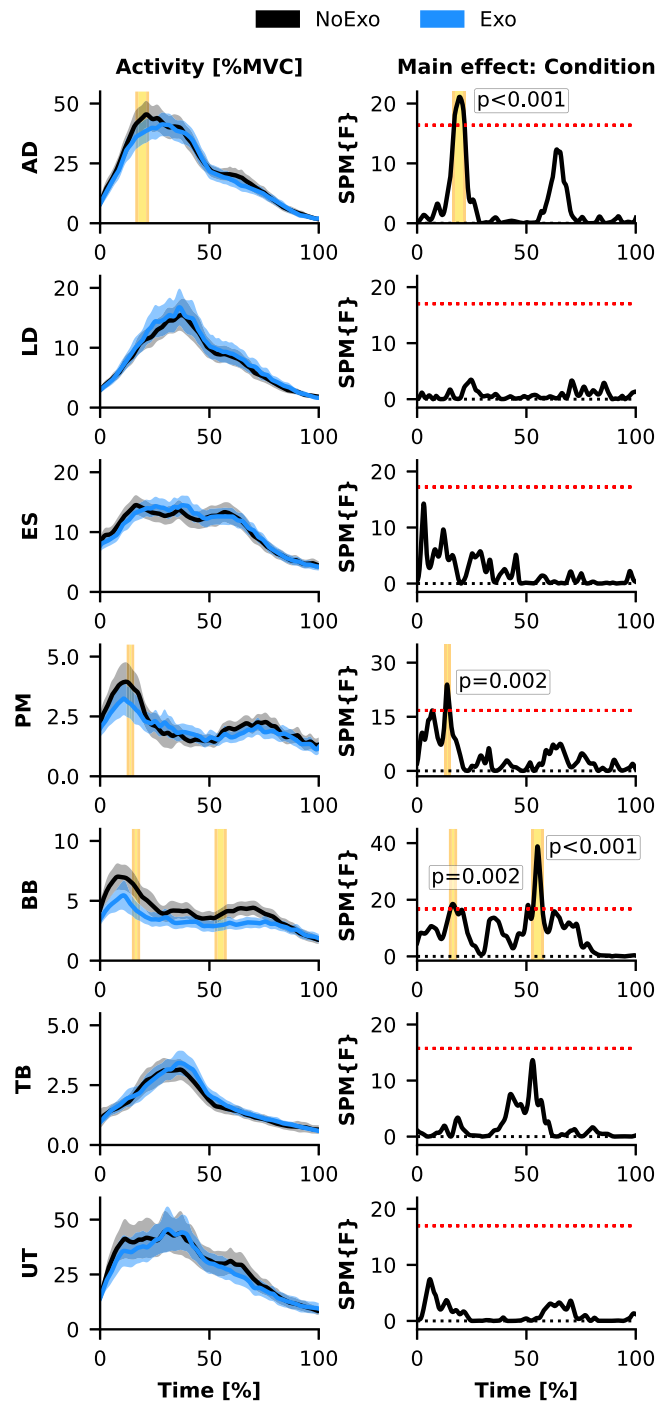 NoExo Exo
Activity [%MVC] Main effect: Condition
AD
50
25
0
0 50 100
SPM{F}
20
10
0
p<0.001
0 50 100
LD
20
10
0
0 50 100
SPM{F}
20
10
0
0 50 100
ES
20
10
0
0 50 100
SPM{F}
20
10
0
0 50 100
PM
5.0
2.5
0.0
0 50 100
SPM{F}
30
15
0
p=0.002
0 50 100
BB
10
5
0
0 50 100
SPM{F}
40
20
0
p<0.001
p=0.002
0 50 100
TB
5.0
2.5
0.0
0 50 100
SPM{F}
20
10
0
0 50 100
UT
50
25
0
0 50 100
Time [%]
SPM{F}
20
10
0
0 50 100
Time [%]